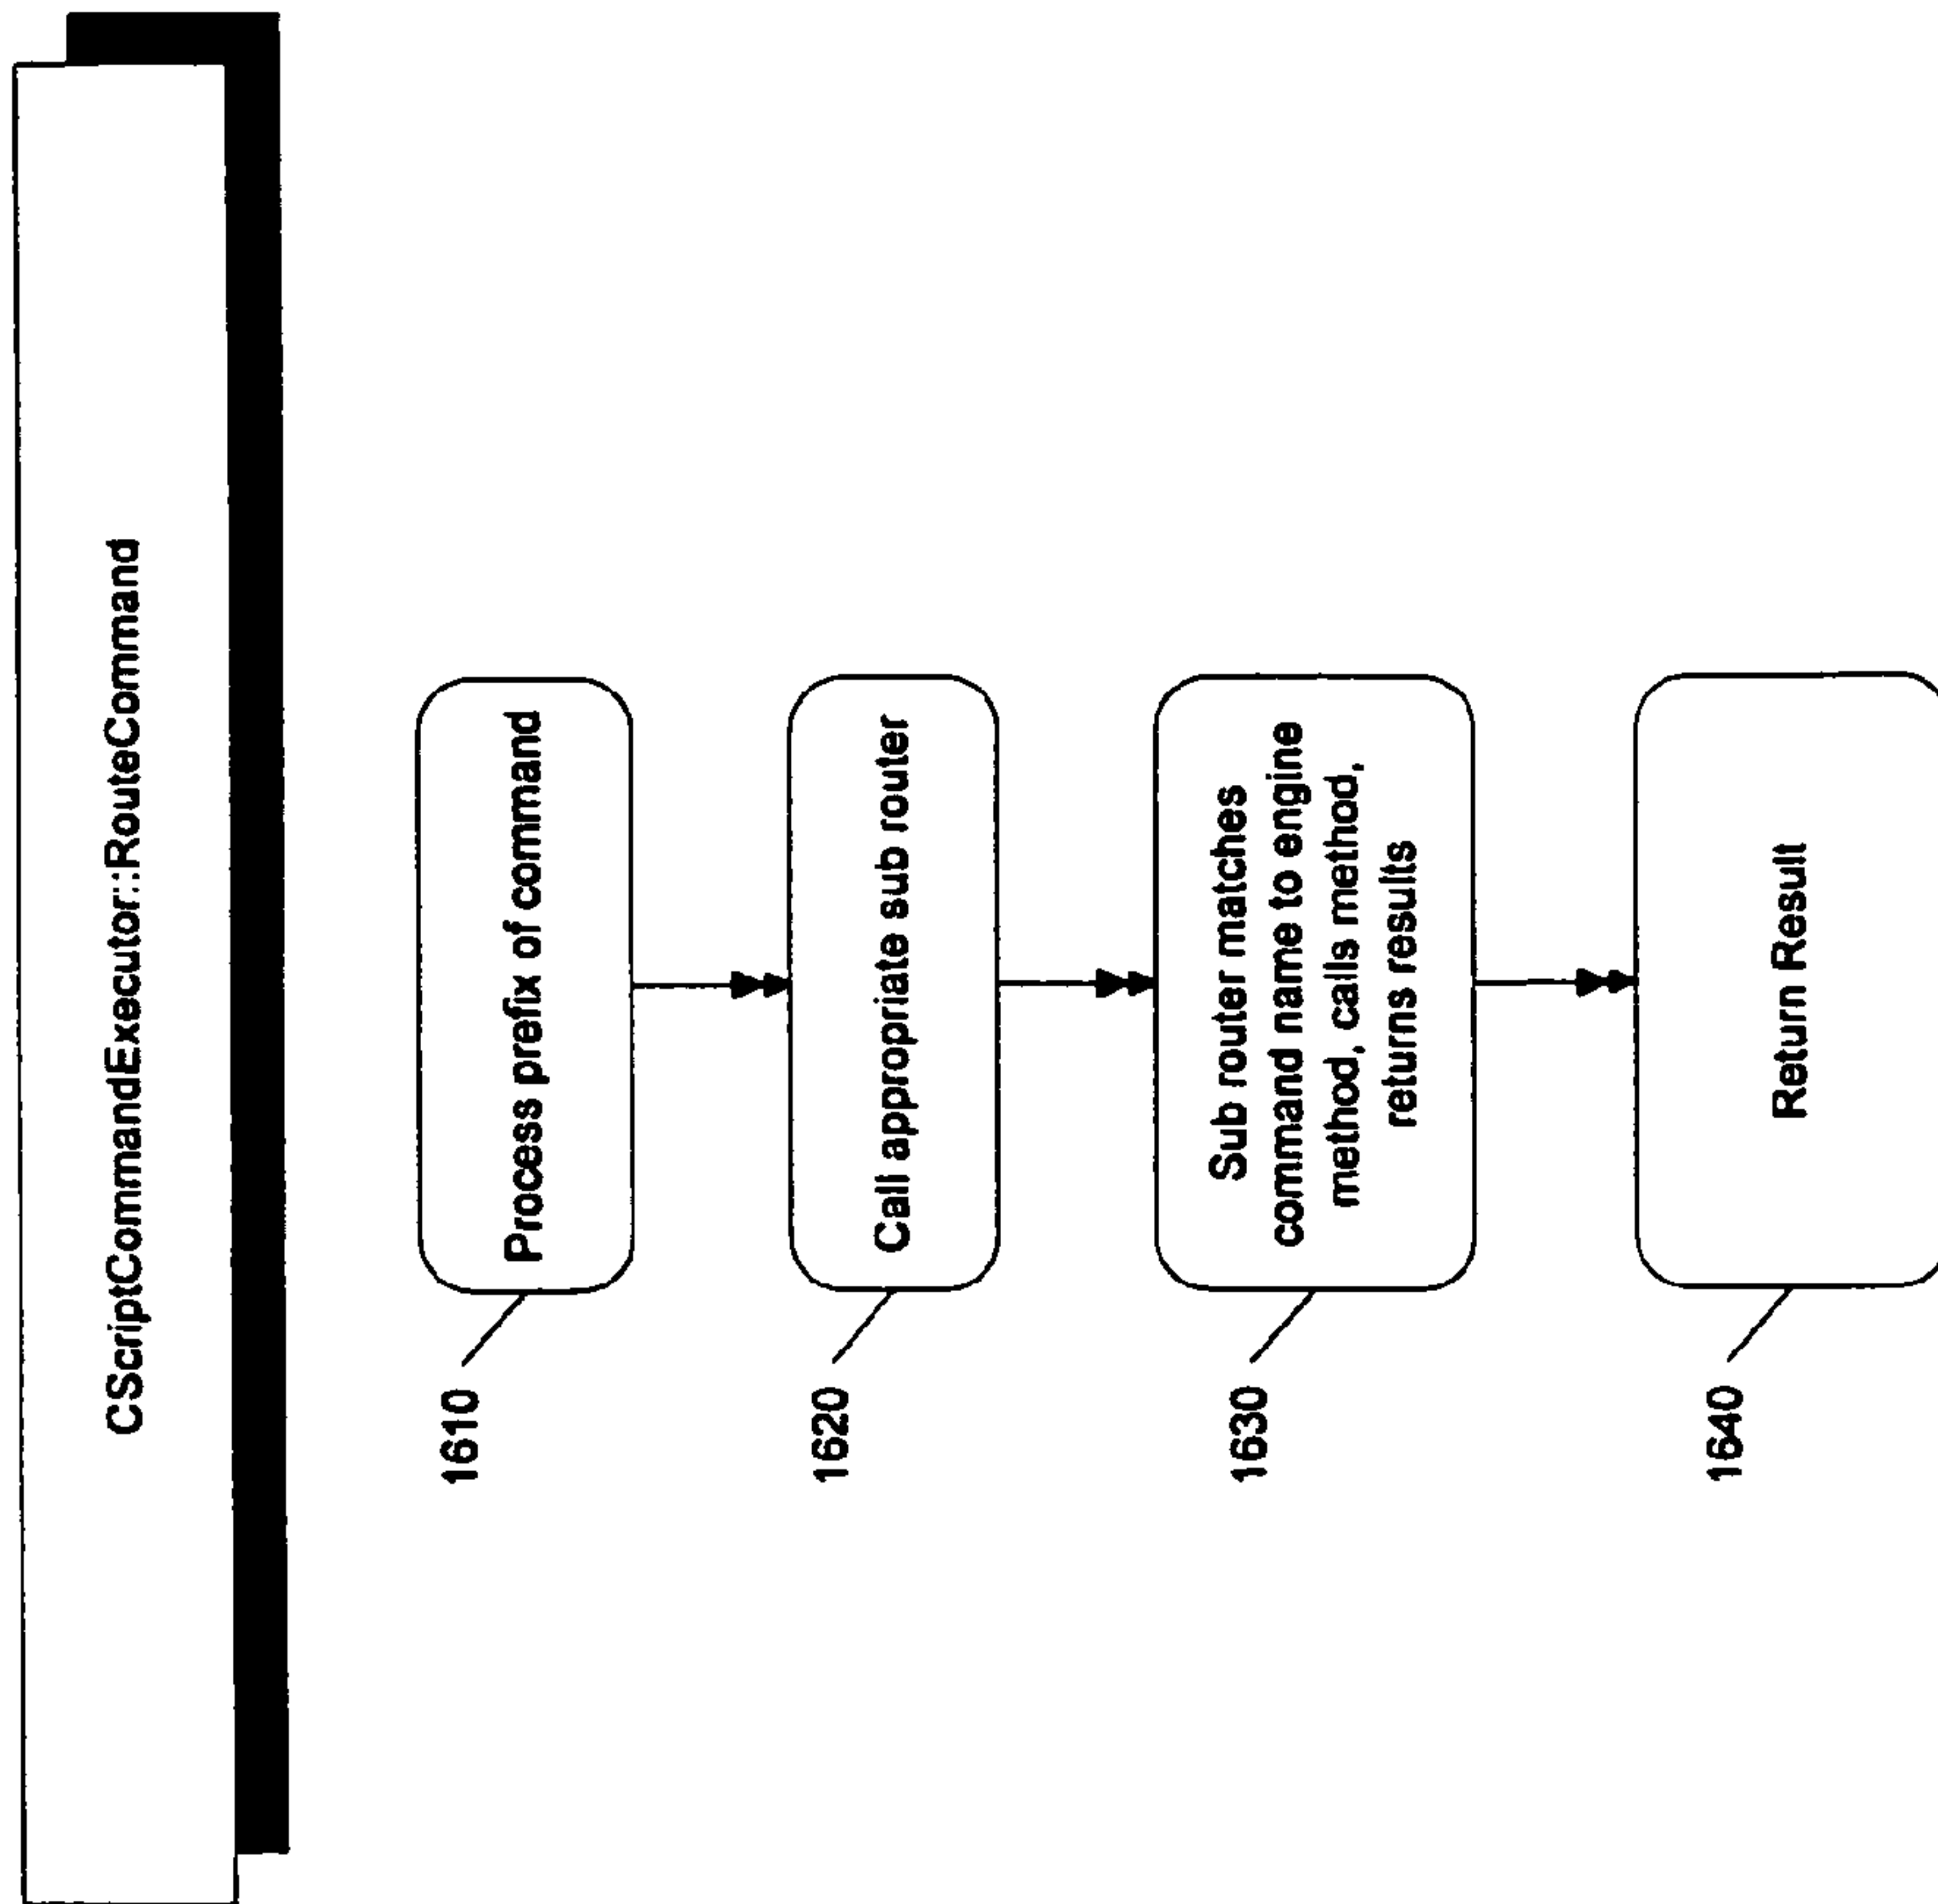 CScriptCommandExecutor::RouteCommand
1610
Process prefix of command
1620
Call appropriate sub router
1630
Sub router matches
command name to engine
method, calls method,
returns results
1640
Return Result